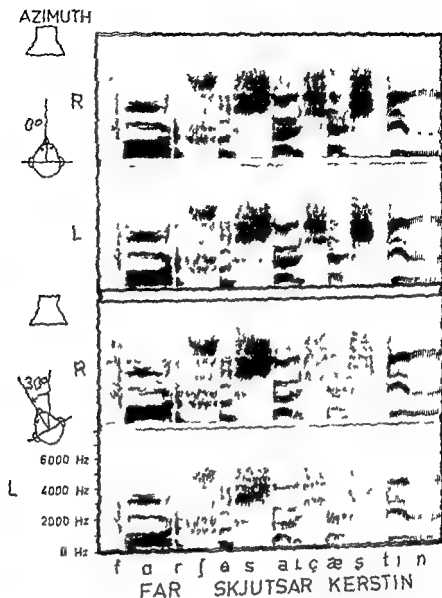 AZIMUTH
R
0°
L
R
30°
6000 Hz
L
4000 Hz
2000 Hz
0 Hz
f ɑ r ʃ ɵ s a ɩ ç æ ş t ɩ n
FAR SKJUTSAR KERSTIN